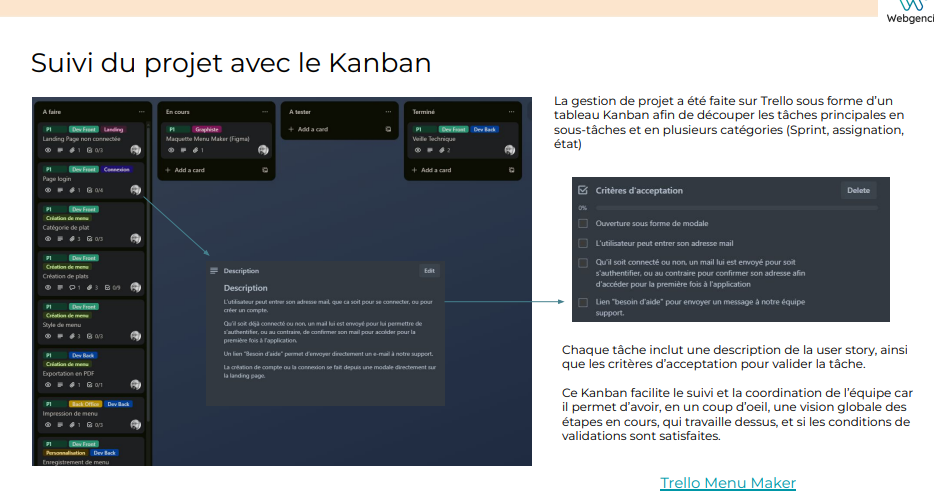 Webgenci
Suivi du projet avec le Kanban
A faire
P1 Dev Front Landing
Landing Page non connectée
1 0/3
P1 Dev Front Connexion
Page login
1 0/4
P1 Dev Front
Création de menu
Catégorie de plat
3 0/3
P1 Dev Front
Création de menu
Création de plats
1 3 0/9
P1 Dev Front
Création de menu
Style de menu
2 0/3
P1 Dev Back
Création de menu
Exportation en PDF
1 0/1
P1 Back Office Dev Back
Impression de menu
1 0/3
P1 Dev Front
Personnalisation Dev Back
Enregistrement de menu
En cours
P1 Graphiste
Maquette Menu Maker (Figma)
1
+ Add a card
A tester
+ Add a card
Terminé
P1 Dev Front Dev Back
Veille Technique
2
+ Add a card
Description
Edit
Description
L'utilisateur peut entrer son adresse mail, que ca soit pour se connecter, ou pour
créer un compte.
Qu'il soit déjà connecté ou non, un mail lui est envoyé pour lui permettre de
s'authentifier, ou au contraire, de confirmer son mail pour accéder pour la
première fois à l'application.
Un lien "Besoin d'aide" permet d'envoyer directement un e-mail à notre support.
La création de compte ou la connexion se fait depuis une modale directement sur
la landing page.
La gestion de projet a été faite sur Trello sous forme d'un
tableau Kanban afin de découper les tâches principales en
sous-tâches et en plusieurs catégories (Sprint, assignation,
état)
Critères d'acceptation
Delete
0%
Ouverture sous forme de modale
L'utilisateur peut entrer son adresse mail
Qu'il soit connecté ou non, un mail lui est envoyé pour soit
s'authentifier, ou au contraire pour confirmer son adresse afin
d'accéder pour la première fois à l'application
Lien "besoin d'aide" pour envoyer un message à notre équipe
support.
Chaque tâche inclut une description de la user story, ainsi
que les critères d'acceptation pour valider la tâche.
Ce Kanban facilite le suivi et la coordination de l'équipe car
il permet d'avoir, en un coup d'oeil, une vision globale des
étapes en cours, qui travaille dessus, et si les conditions de
validations sont satisfaites.
Trello Menu Maker